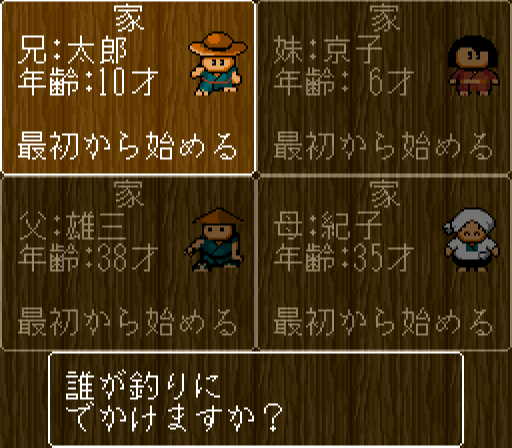 家
兄:太郎
年齢:10才
最初から始める
家
妹:京子
年齢: 6才
最初から始める
家
父:雄三
年齢:38才
最初から始める
家
母:紀子
年齢:35才
最初から始める
誰が釣りに
でかけますか?